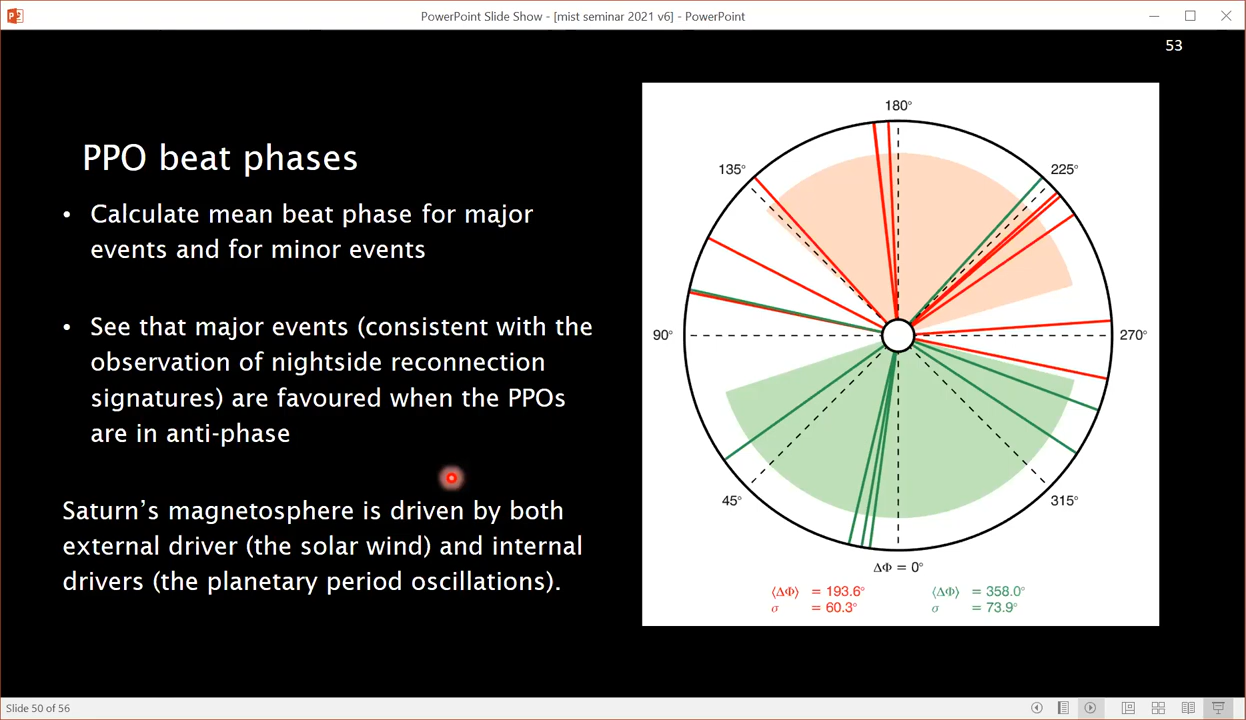 PowerPoint Slide Show - [mist seminar 2021 v6] - PowerPoint
53
PPO beat phases
• Calculate mean beat phase for major
events and for minor events
• See that major events (consistent with the
observation of nightside reconnection
signatures) are favoured when the PPOs
are in anti-phase
Saturn’s magnetosphere is driven by both
external driver (the solar wind) and internal
drivers (the planetary period oscillations).
180°
135°
225°
90°
270°
45°
315°
ΔΦ = 0°
⟨ΔΦ⟩ = 193.6°
σ = 60.3°
⟨ΔΦ⟩ = 358.0°
σ = 73.9°
Slide 50 of 56